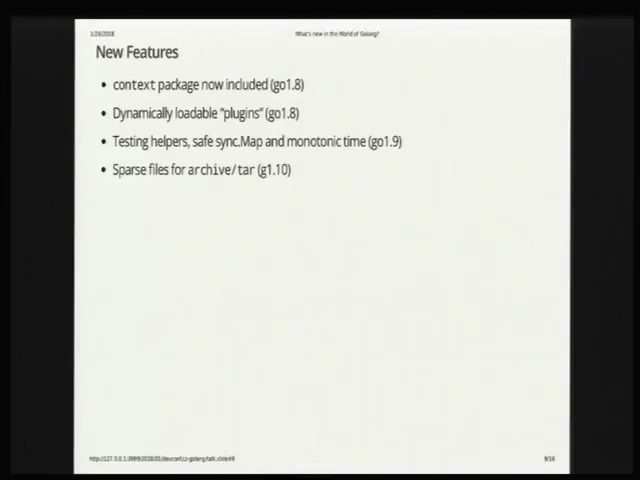 1/26/2018
What's new in the World of Golang?
New Features
• context package now included (go1.8)
• Dynamically loadable "plugins" (go1.8)
• Testing helpers, safe sync.Map and monotonic time (go1.9)
• Sparse files for archive/tar (g1.10)
9/16